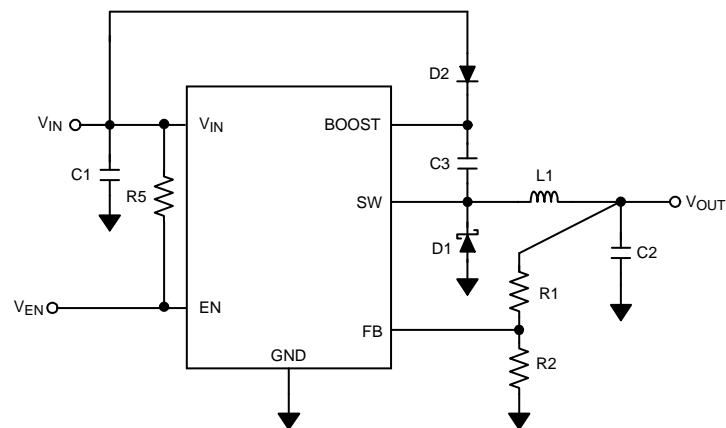 D2
VIN
VIN
BOOST
C1
R5
C3
L1
SW
VOUT
D1
C2
R1
VEN
EN
FB
R2
GND